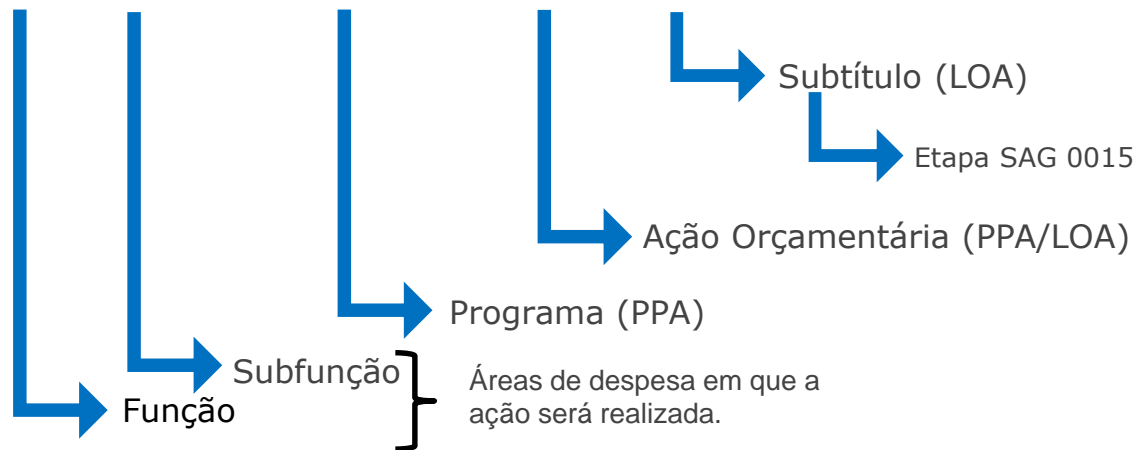 Subtítulo (LOA)
Etapa SAG 0015
Ação Orçamentária (PPA/LOA)
Programa (PPA)
Subfunção
Áreas de despesa em que a
ação será realizada.
Função